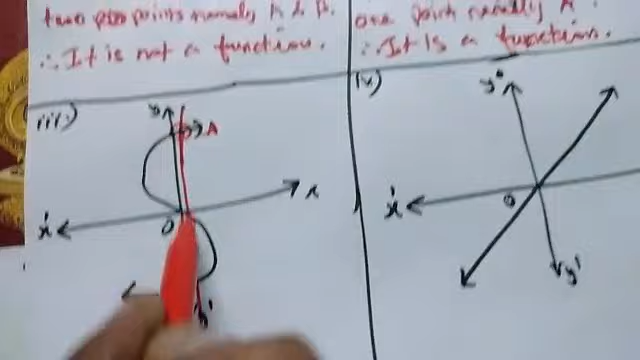 two points namely A & B.
∴ It is not a function.
one point namely A.
∴ It is a function.
iii)
y
A
x
x'
O
y'
iv)
y
x'
O
y'